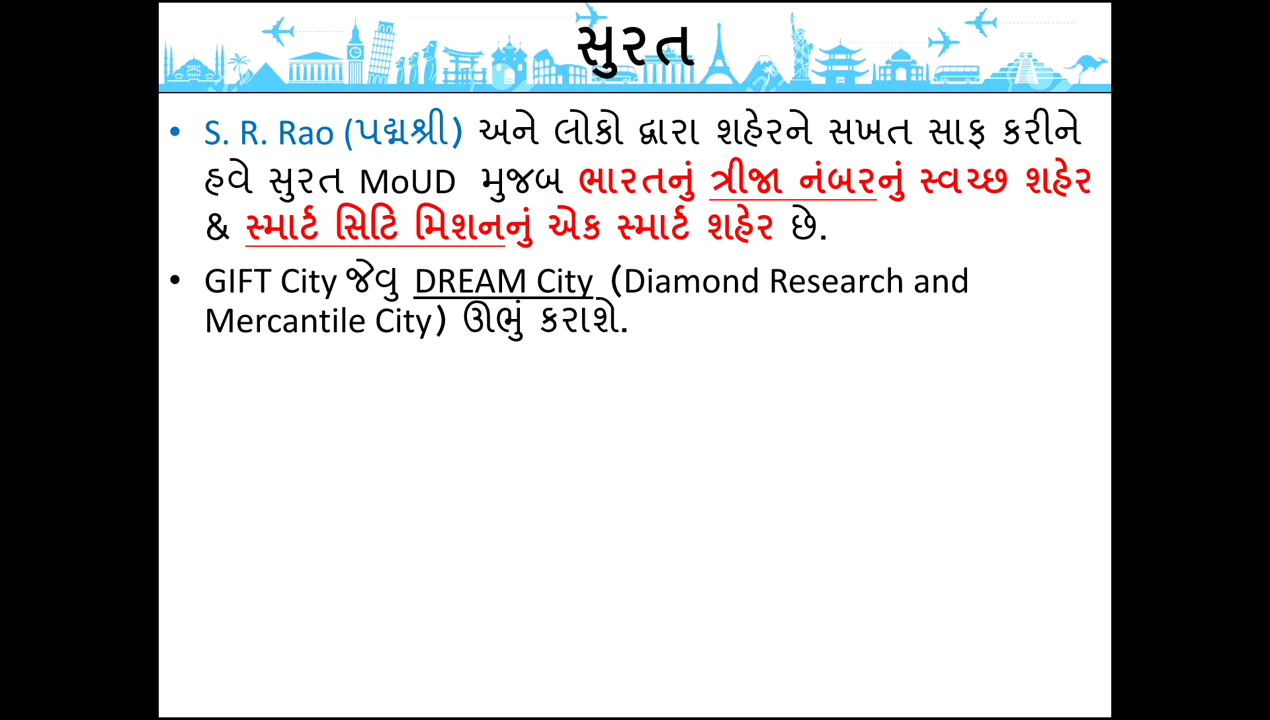 સુરત
• S. R. Rao (પદ્મશ્રી) અને લોકો દ્વારા શહેરને સખત સાફ કરીને
હવે સુરત MoUD મુજબ ભારતનું ત્રીજા નંબરનું સ્વચ્છ શહેર
& સ્માર્ટ સિટિ મિશનનું એક સ્માર્ટ શહેર છે.
• GIFT City જેવુ DREAM City (Diamond Research and
Mercantile City) ઊભું કરાશે.